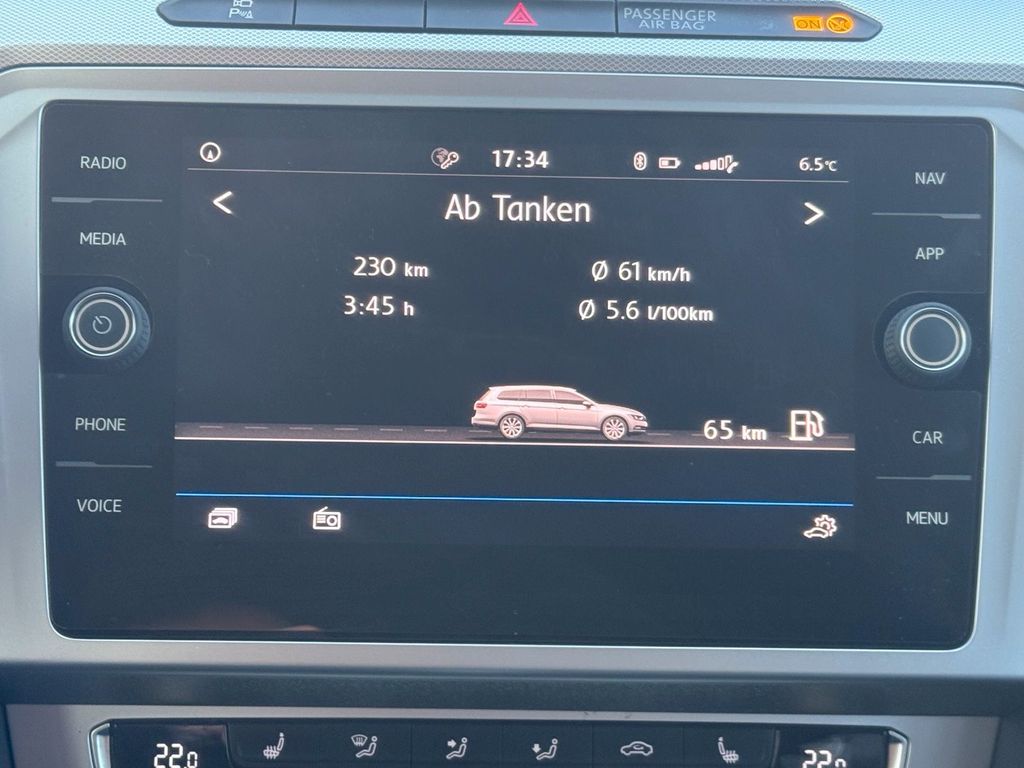 P
PASSENGER
AIR BAG
ON
RADIO
MEDIA
PHONE
VOICE
17:34
6.5°C
Ab Tanken
230 km
Ø 61 km/h
3:45 h
Ø 5.6 l/100km
65 km
NAV
APP
CAR
MENU
22.0
22.0